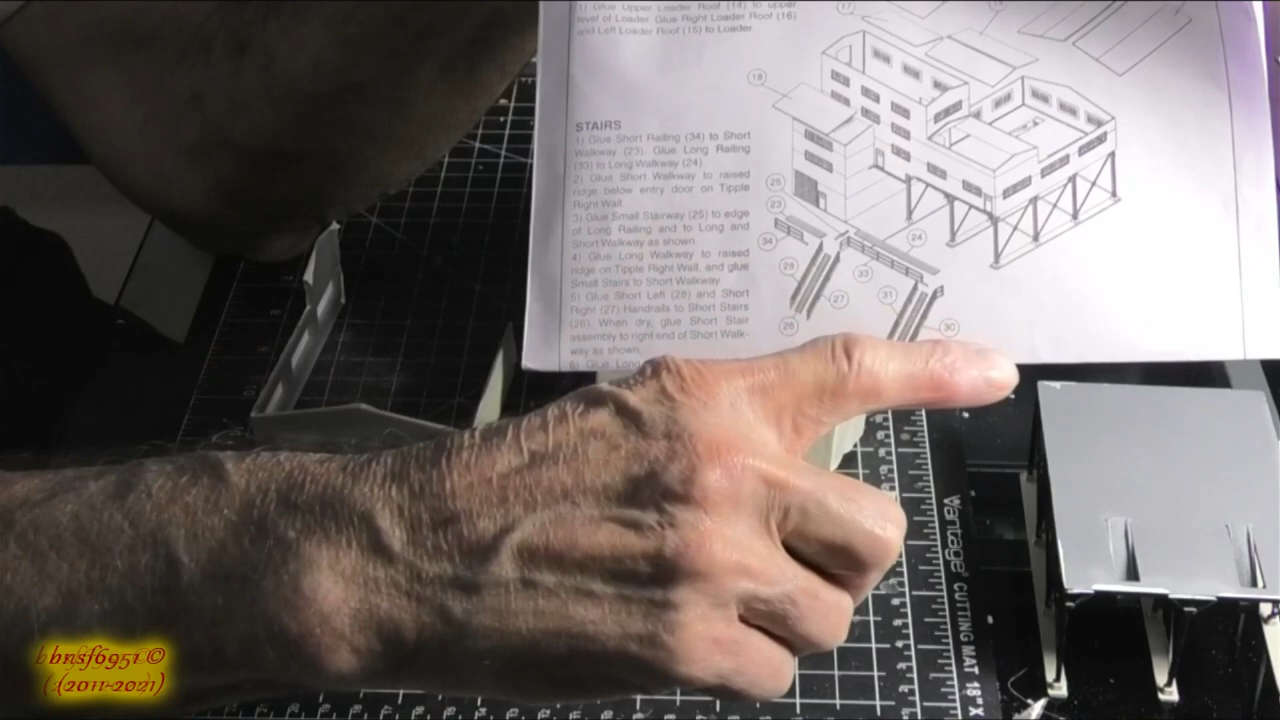 1) Glue Upper Loader Roof (14) to upper
level of Loader. Glue Right Loader Roof (16)
and Left Loader Roof (15) to Loader.
17
18
STAIRS
1) Glue Short Railing (34) to Short
Walkway (23). Glue Long Railing
(33) to Long Walkway (24).
2) Glue Short Walkway to raised
ridge below entry door on Tipple
Right Wall.
3) Glue Small Stairway (25) to edge
of Long Railing and to Long and
Short Walkway as shown.
4) Glue Long Walkway to raised
ridge on Tipple Right Wall, and glue
Small Stairs to Short Walkway.
5) Glue Short Left (28) and Short
Right (27) Handrails to Short Stairs
(26). When dry, glue Short Stair
assembly to right end of Short Walk-
way as shown.
6) Glue Long
25
23
34
24
33
27
26
31
30
Vantage® CUTTING MAT 18" X
bnsf6951©
(2011-2021)